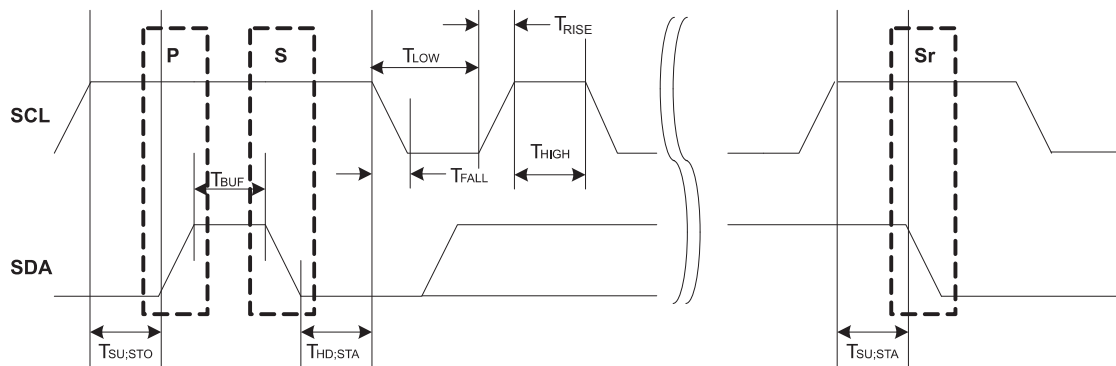 TRISE
P
S
TLOW
Sr
SCL
THIGH
TBUF
TFALL
SDA
TSU;STO
THD;STA
TSU;STA